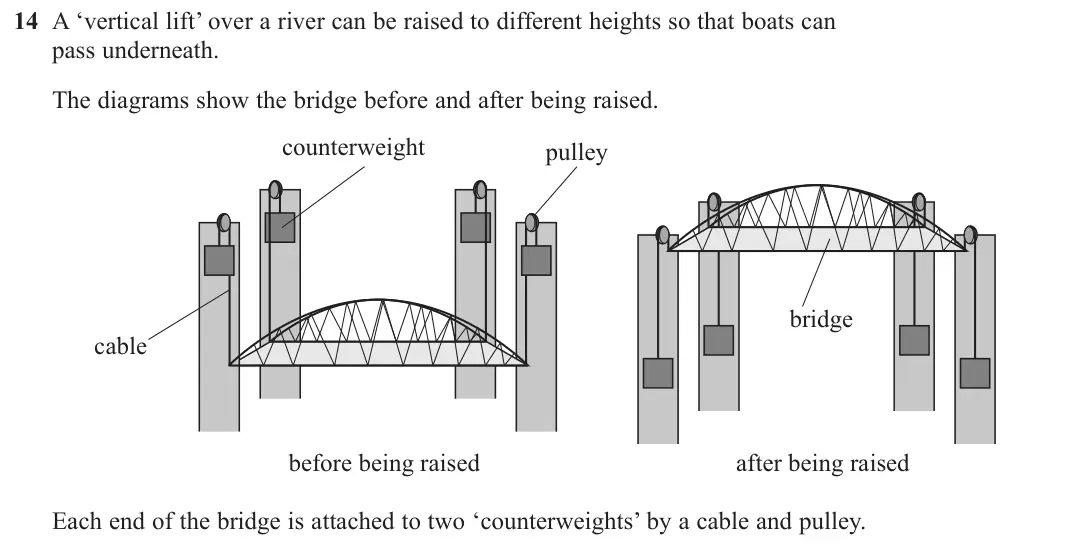 14 A ‘vertical lift’ over a river can be raised to different heights so that boats can
pass underneath.
The diagrams show the bridge before and after being raised.
counterweight
pulley
bridge
cable
before being raised
after being raised
Each end of the bridge is attached to two ‘counterweights’ by a cable and pulley.